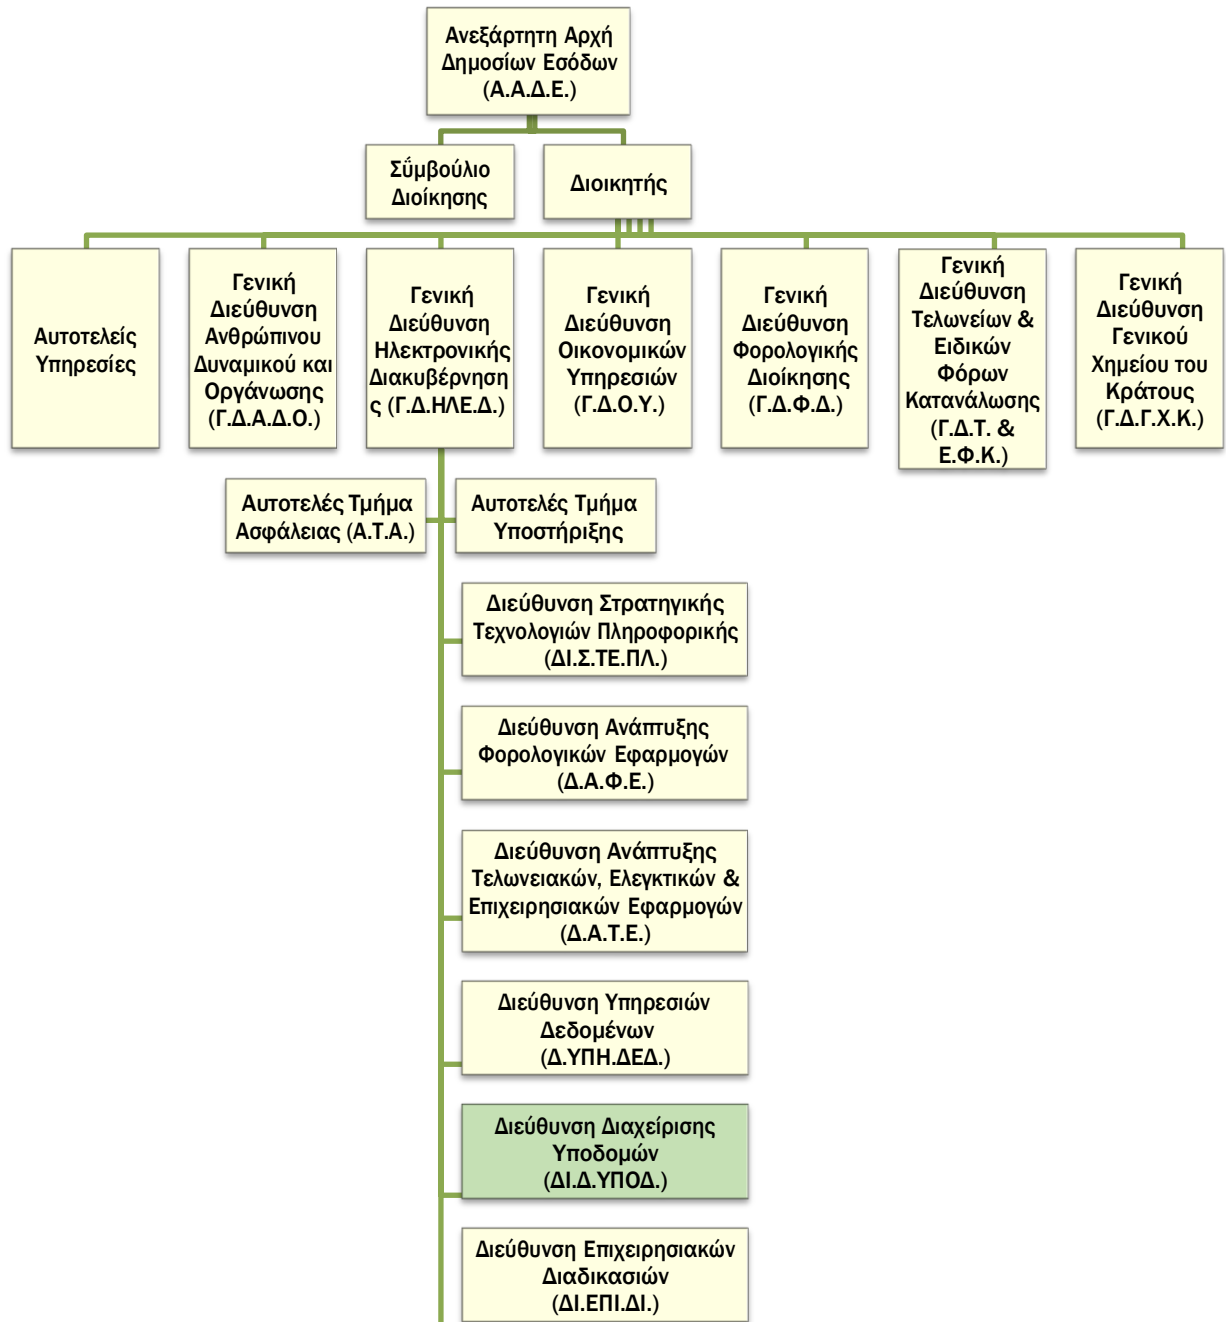 Ανεξάρτητη Αρχή
Δημοσίων Εσόδων
(Α.Α.Δ.Ε.)
Σΰμβούλιο
Διοίκησης
Διοικητής
Αυτοτελείς
Υπηρεσίες
Γενική
Διεύθυνση
Ανθρώπινου
Δυναμικού και
Οργάνωσης
(Γ.Δ.Α.Δ.Ο.)
Γενική
Διεύθυνση
Ηλεκτρονικής
Διακυβέρνηση
ς (Γ.Δ.ΗΛΕ.Δ.)
Γενική
Διεύθυνση
Οικονομικών
Υπηρεσιών
(Γ.Δ.Ο.Υ.)
Γενική
Διεύθυνση
Φορολογικής
Διοίκησης
(Γ.Δ.Φ.Δ.)
Γενική
Διεύθυνση
Τελωνείων &
Ειδικών
Φόρων
Κατανάλωσης
(Γ.Δ.Τ. &
Ε.Φ.Κ.)
Γενική
Διεύθυνση
Γενικού
Χημείου του
Κράτους
(Γ.Δ.Γ.Χ.Κ.)
Αυτοτελές Τμήμα
Ασφάλειας (Α.Τ.Α.)
Αυτοτελές Τμήμα
Υποστήριξης
Διεύθυνση Στρατηγικής
Τεχνολογιών Πληροφορικής
(ΔΙ.Σ.ΤΕ.ΠΛ.)
Διεύθυνση Ανάπτυξης
Φορολογικών Εφαρμογών
(Δ.Α.Φ.Ε.)
Διεύθυνση Ανάπτυξης
Τελωνειακών, Ελεγκτικών &
Επιχειρησιακών Εφαρμογών
(Δ.Α.Τ.Ε.)
Διεύθυνση Υπηρεσιών
Δεδομένων
(Δ.ΥΠΗ.ΔΕΔ.)
Διεύθυνση Διαχείρισης
Υποδομών
(ΔΙ.Δ.ΥΠΟΔ.)
Διεύθυνση Επιχειρησιακών
Διαδικασιών
(ΔΙ.ΕΠΙ.ΔΙ.)